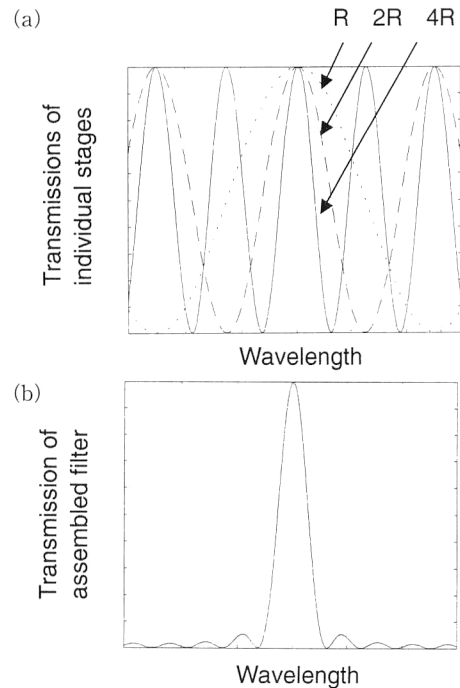 (a)
R 2R 4R
Transmissions of
individual stages
Wavelength
(b)
Transmission of
assembled filter
Wavelength